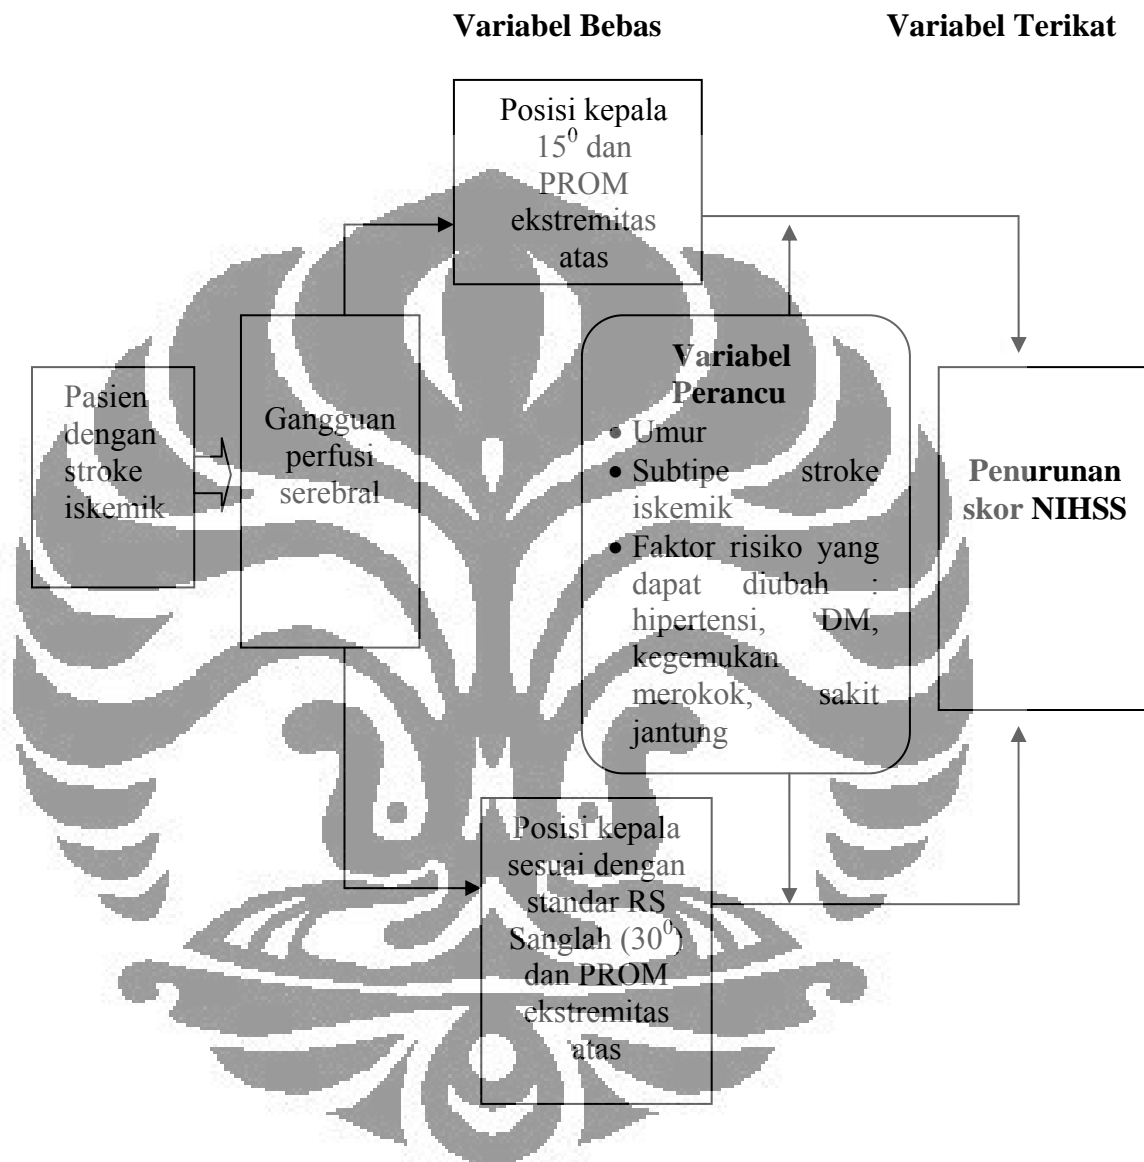 Variabel Bebas
Variabel Terikat
Posisi kepala
15⁰ dan
PROM
ekstremitas
atas
Pasien
dengan
stroke
iskemik
Gangguan
perfusi
serebral
Variabel
Perancu
• Umur
• Subtipe stroke
iskemik
• Faktor risiko yang
dapat diubah :
hipertensi, DM,
kegemukan
merokok, sakit
jantung
Penurunan
skor NIHSS
Posisi kepala
sesuai dengan
standar RS
Sanglah (30⁰)
dan PROM
ekstremitas
atas